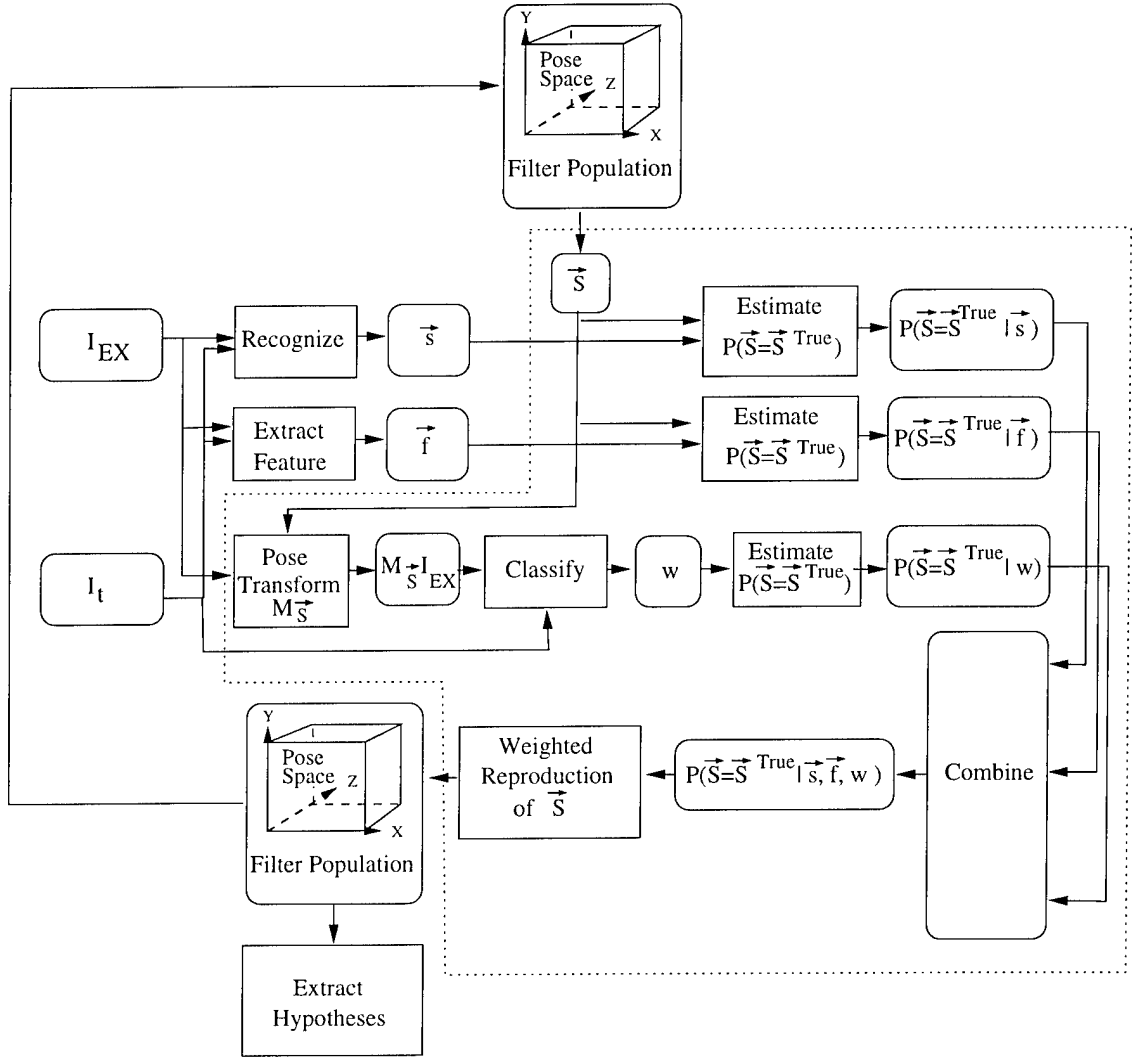 Y
Pose
Space
Z
X
Filter Population
S
I_EX
Recognize
s
Estimate
P(S=S^True)
P(S=S^True | s)
Extract
Feature
f
Estimate
P(S=S^True)
P(S=S^True | f)
I_t
Pose
Transform
M_S
M_S I_EX
Classify
w
Estimate
P(S=S^True)
P(S=S^True | w)
Y
Pose
Space
Z
X
Filter Population
Weighted
Reproduction
of S
P(S=S^True | s, f, w)
Combine
Extract
Hypotheses